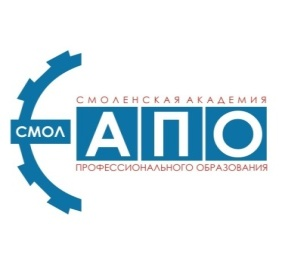 СМОЛЕНСКАЯ АКАДЕМИЯ
СМОЛ АПО
ПРОФЕССИОНАЛЬНОГО ОБРАЗОВАНИЯ